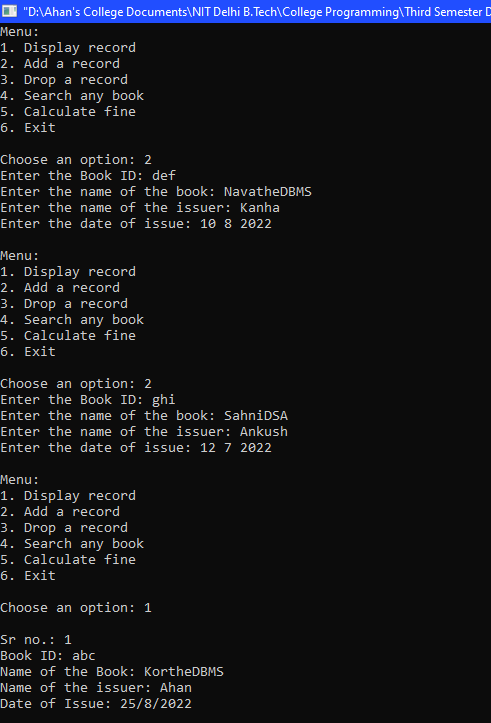 "D:\Ahan's College Documents\NIT Delhi B.Tech\College Programming\Third Semester D
Menu:
1. Display record
2. Add a record
3. Drop a record
4. Search any book
5. Calculate fine
6. Exit
Choose an option: 2
Enter the Book ID: def
Enter the name of the book: NavatheDBMS
Enter the name of the issuer: Kanha
Enter the date of issue: 10 8 2022
Menu:
1. Display record
2. Add a record
3. Drop a record
4. Search any book
5. Calculate fine
6. Exit
Choose an option: 2
Enter the Book ID: ghi
Enter the name of the book: SahniDSA
Enter the name of the issuer: Ankush
Enter the date of issue: 12 7 2022
Menu:
1. Display record
2. Add a record
3. Drop a record
4. Search any book
5. Calculate fine
6. Exit
Choose an option: 1
Sr no.: 1
Book ID: abc
Name of the Book: KortheDBMS
Name of the issuer: Ahan
Date of Issue: 25/8/2022